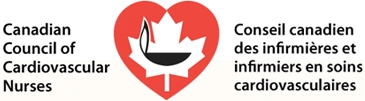 Canadian
Council of
Cardiovascular
Nurses
Conseil canadien
des infirmières et
infirmiers en soins
cardiovasculaires